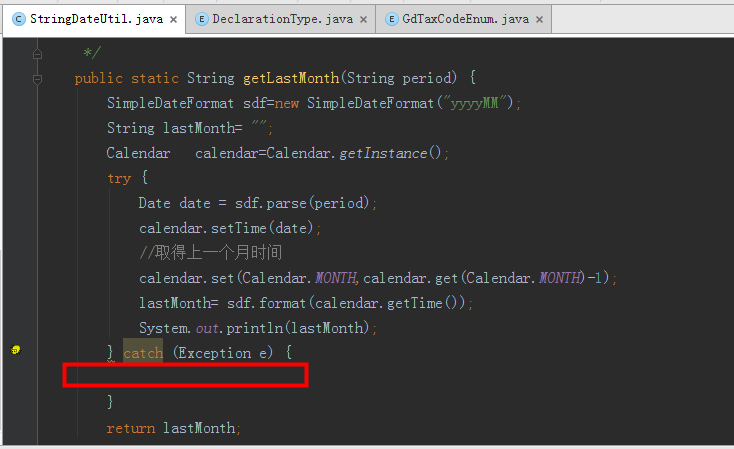 StringDateUtil.java × DeclarationType.java × GdTaxCodeEnum.java ×
*/
public static String getLastMonth(String period) {
SimpleDateFormat sdf=new SimpleDateFormat("yyyyMM");
String lastMonth= "";
Calendar   calendar=Calendar.getInstance();
try {
Date date = sdf.parse(period);
calendar.setTime(date);
//取得上一个月时间
calendar.set(Calendar.MONTH,calendar.get(Calendar.MONTH)-1);
lastMonth= sdf.format(calendar.getTime());
System.out.println(lastMonth);
} catch (Exception e) {
}
return lastMonth;